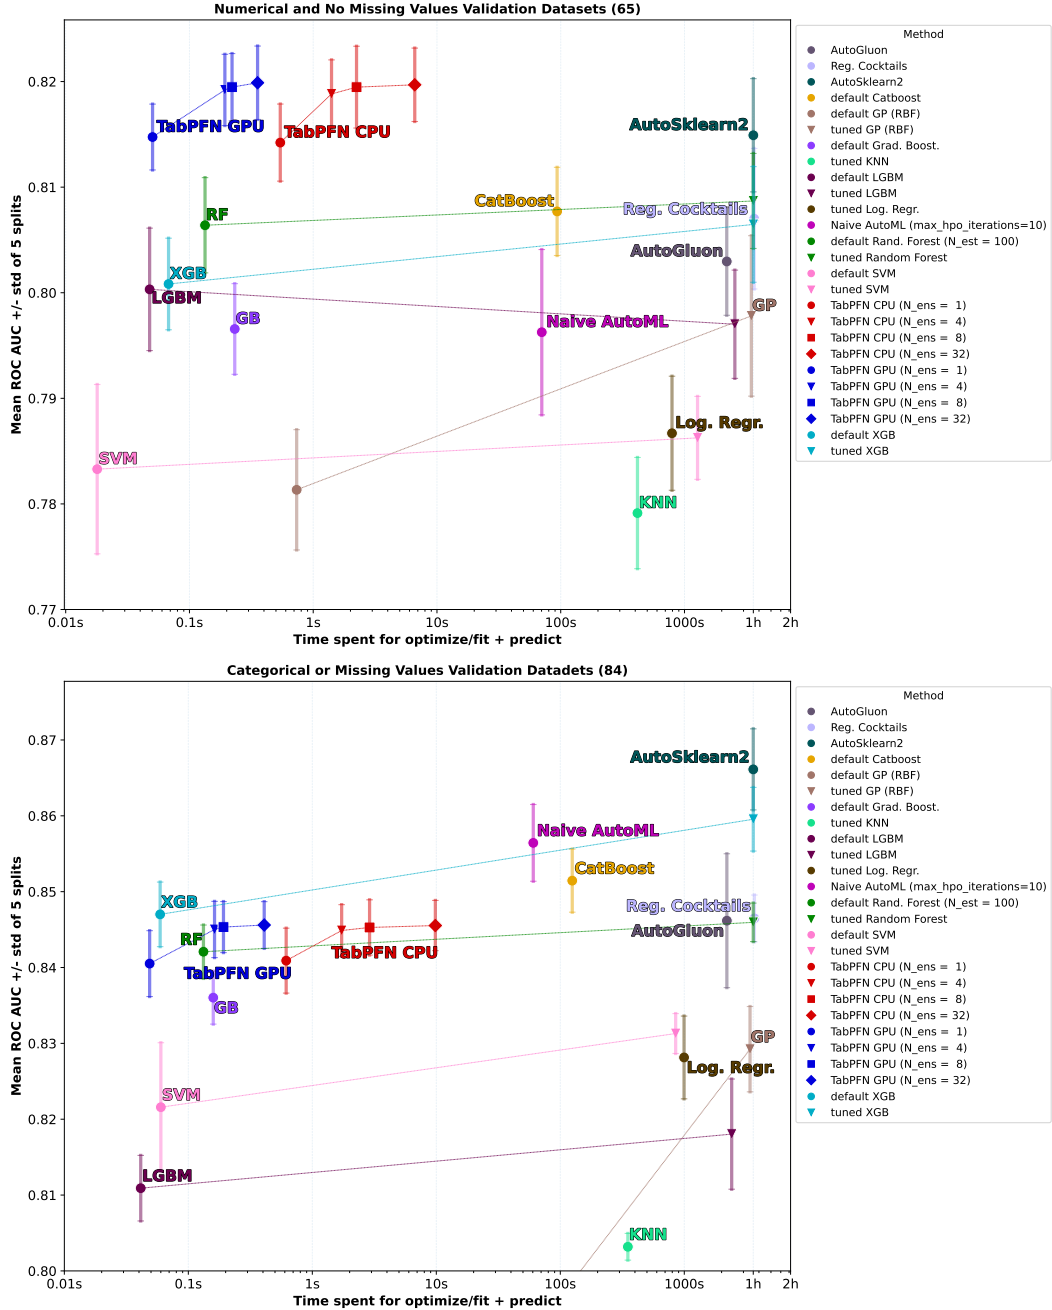 Numerical and No Missing Values Validation Datasets (65)
Mean ROC AUC +/- std of 5 splits
0.82
0.81
0.80
0.79
0.78
0.77
TabPFN GPU
TabPFN CPU
AutoSklearn2
RF
CatBoost
Reg. Cocktails
AutoGluon
XGB
LGBM
GP
GB
Naive AutoML
Log. Regr.
SVM
KNN
0.01s 0.1s 1s 10s 100s 1000s 1h 2h
Time spent for optimize/fit + predict
Method
AutoGluon
Reg. Cocktails
AutoSklearn2
default Catboost
default GP (RBF)
tuned GP (RBF)
default Grad. Boost.
tuned KNN
default LGBM
tuned LGBM
tuned Log. Regr.
Naive AutoML (max_hpo_iterations=10)
default Rand. Forest (N_est = 100)
tuned Random Forest
default SVM
tuned SVM
TabPFN CPU (N_ens = 1)
TabPFN CPU (N_ens = 4)
TabPFN CPU (N_ens = 8)
TabPFN CPU (N_ens = 32)
TabPFN GPU (N_ens = 1)
TabPFN GPU (N_ens = 4)
TabPFN GPU (N_ens = 8)
TabPFN GPU (N_ens = 32)
default XGB
tuned XGB
Categorical or Missing Values Validation Datadets (84)
Mean ROC AUC +/- std of 5 splits
0.87
0.86
0.85
0.84
0.83
0.82
0.81
0.80
AutoSklearn2
Naive AutoML
CatBoost
XGB
Reg. Cocktails
AutoGluon
RF
TabPFN CPU
TabPFN GPU
GB
GP
Log. Regr.
SVM
LGBM
KNN
0.01s 0.1s 1s 10s 100s 1000s 1h 2h
Time spent for optimize/fit + predict
Method
AutoGluon
Reg. Cocktails
AutoSklearn2
default Catboost
default GP (RBF)
tuned GP (RBF)
default Grad. Boost.
tuned KNN
default LGBM
tuned LGBM
tuned Log. Regr.
Naive AutoML (max_hpo_iterations=10)
default Rand. Forest (N_est = 100)
tuned Random Forest
default SVM
tuned SVM
TabPFN CPU (N_ens = 1)
TabPFN CPU (N_ens = 4)
TabPFN CPU (N_ens = 8)
TabPFN CPU (N_ens = 32)
TabPFN GPU (N_ens = 1)
TabPFN GPU (N_ens = 4)
TabPFN GPU (N_ens = 8)
TabPFN GPU (N_ens = 32)
default XGB
tuned XGB